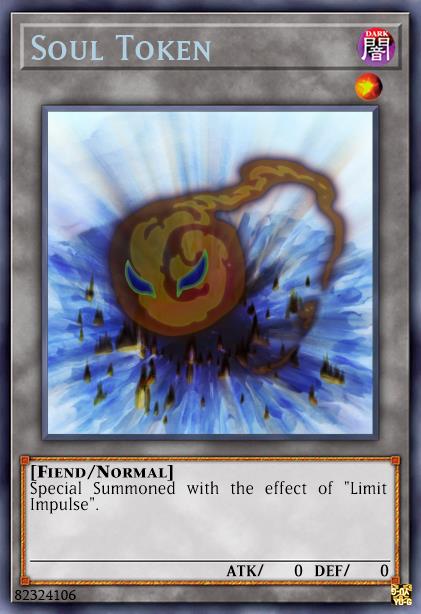 Soul Token
DARK
闇
[Fiend/Normal]
Special Summoned with the effect of "Limit
Impulse".
ATK/ 0 DEF/ 0
82324106